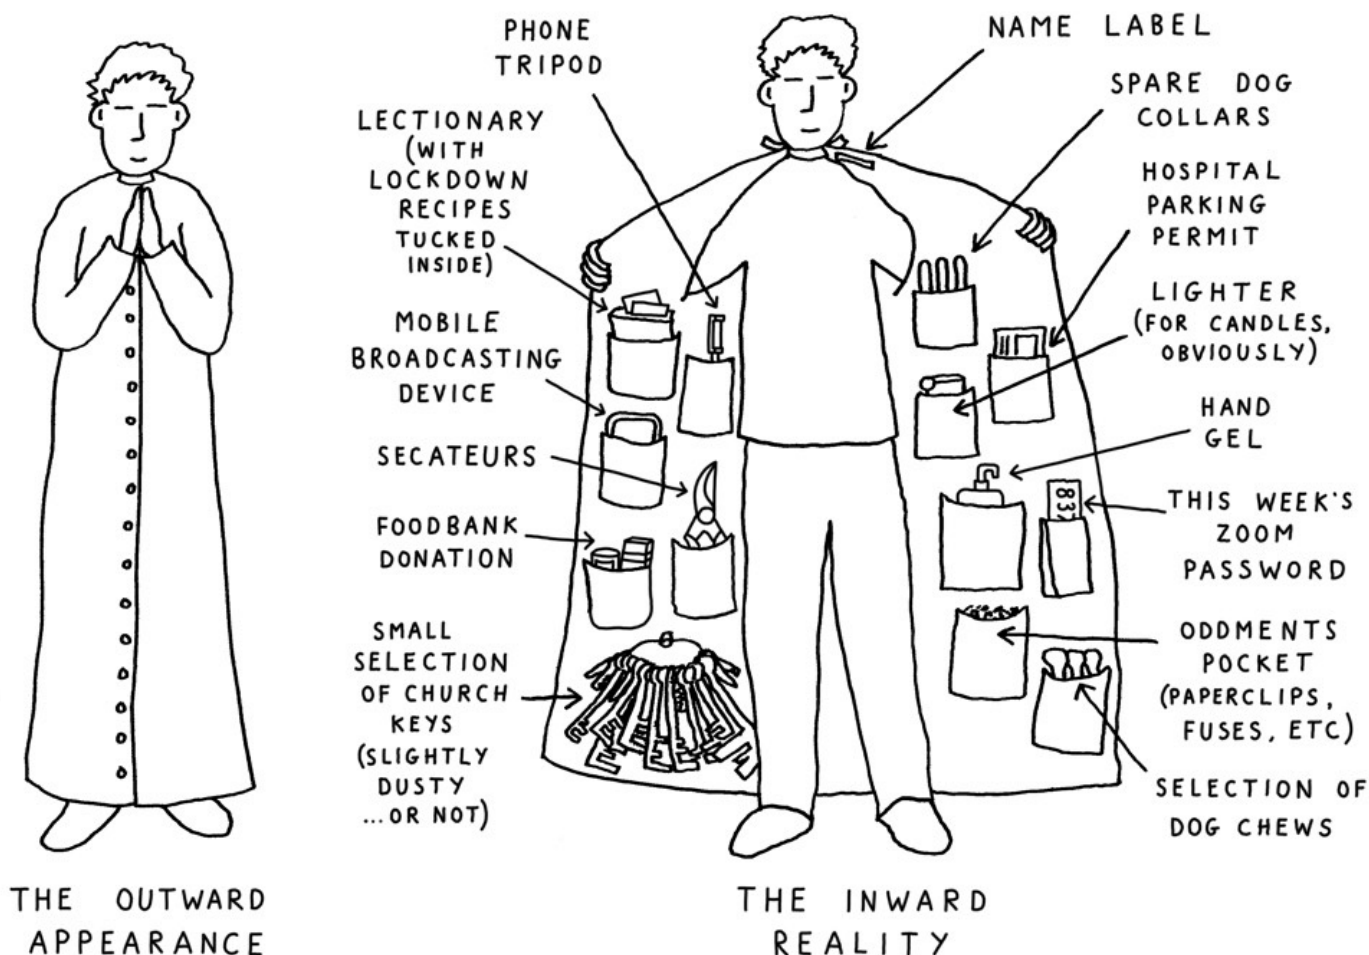 PHONE
TRIPOD
LECTIONARY
(WITH
LOCKDOWN
RECIPES
TUCKED
INSIDE)
MOBILE
BROADCASTING
DEVICE
SECATEURS
FOODBANK
DONATION
SMALL
SELECTION
OF CHURCH
KEYS
(SLIGHTLY
DUSTY
...OR NOT)
NAME LABEL
SPARE DOG
COLLARS
HOSPITAL
PARKING
PERMIT
LIGHTER
(FOR CANDLES,
OBVIOUSLY)
HAND
GEL
837
THIS WEEK'S
ZOOM
PASSWORD
ODDMENTS
POCKET
(PAPERCLIPS,
FUSES, ETC)
SELECTION OF
DOG CHEWS
THE OUTWARD
APPEARANCE
THE INWARD
REALITY